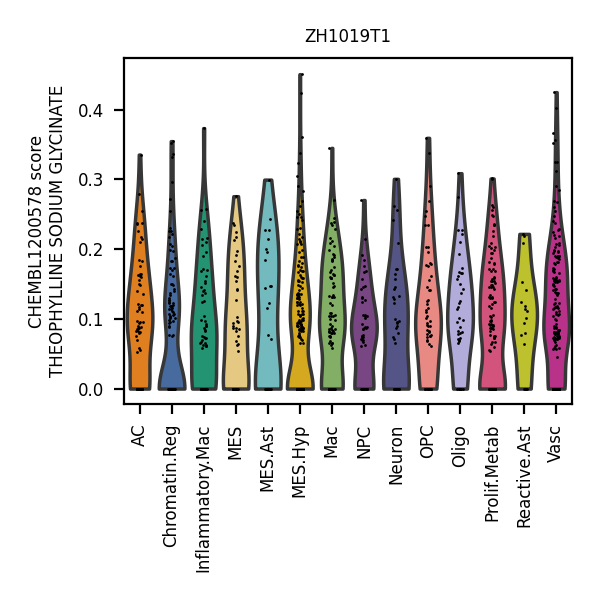 ZH1019T1
CHEMBL1200578 score
THEOPHYLLINE SODIUM GLYCINATE
0.4
0.3
0.2
0.1
0.0
AC
Chromatin.Reg
Inflammatory.Mac
MES
MES.Ast
MES.Hyp
Mac
NPC
Neuron
OPC
Oligo
Prolif.Metab
Reactive.Ast
Vasc